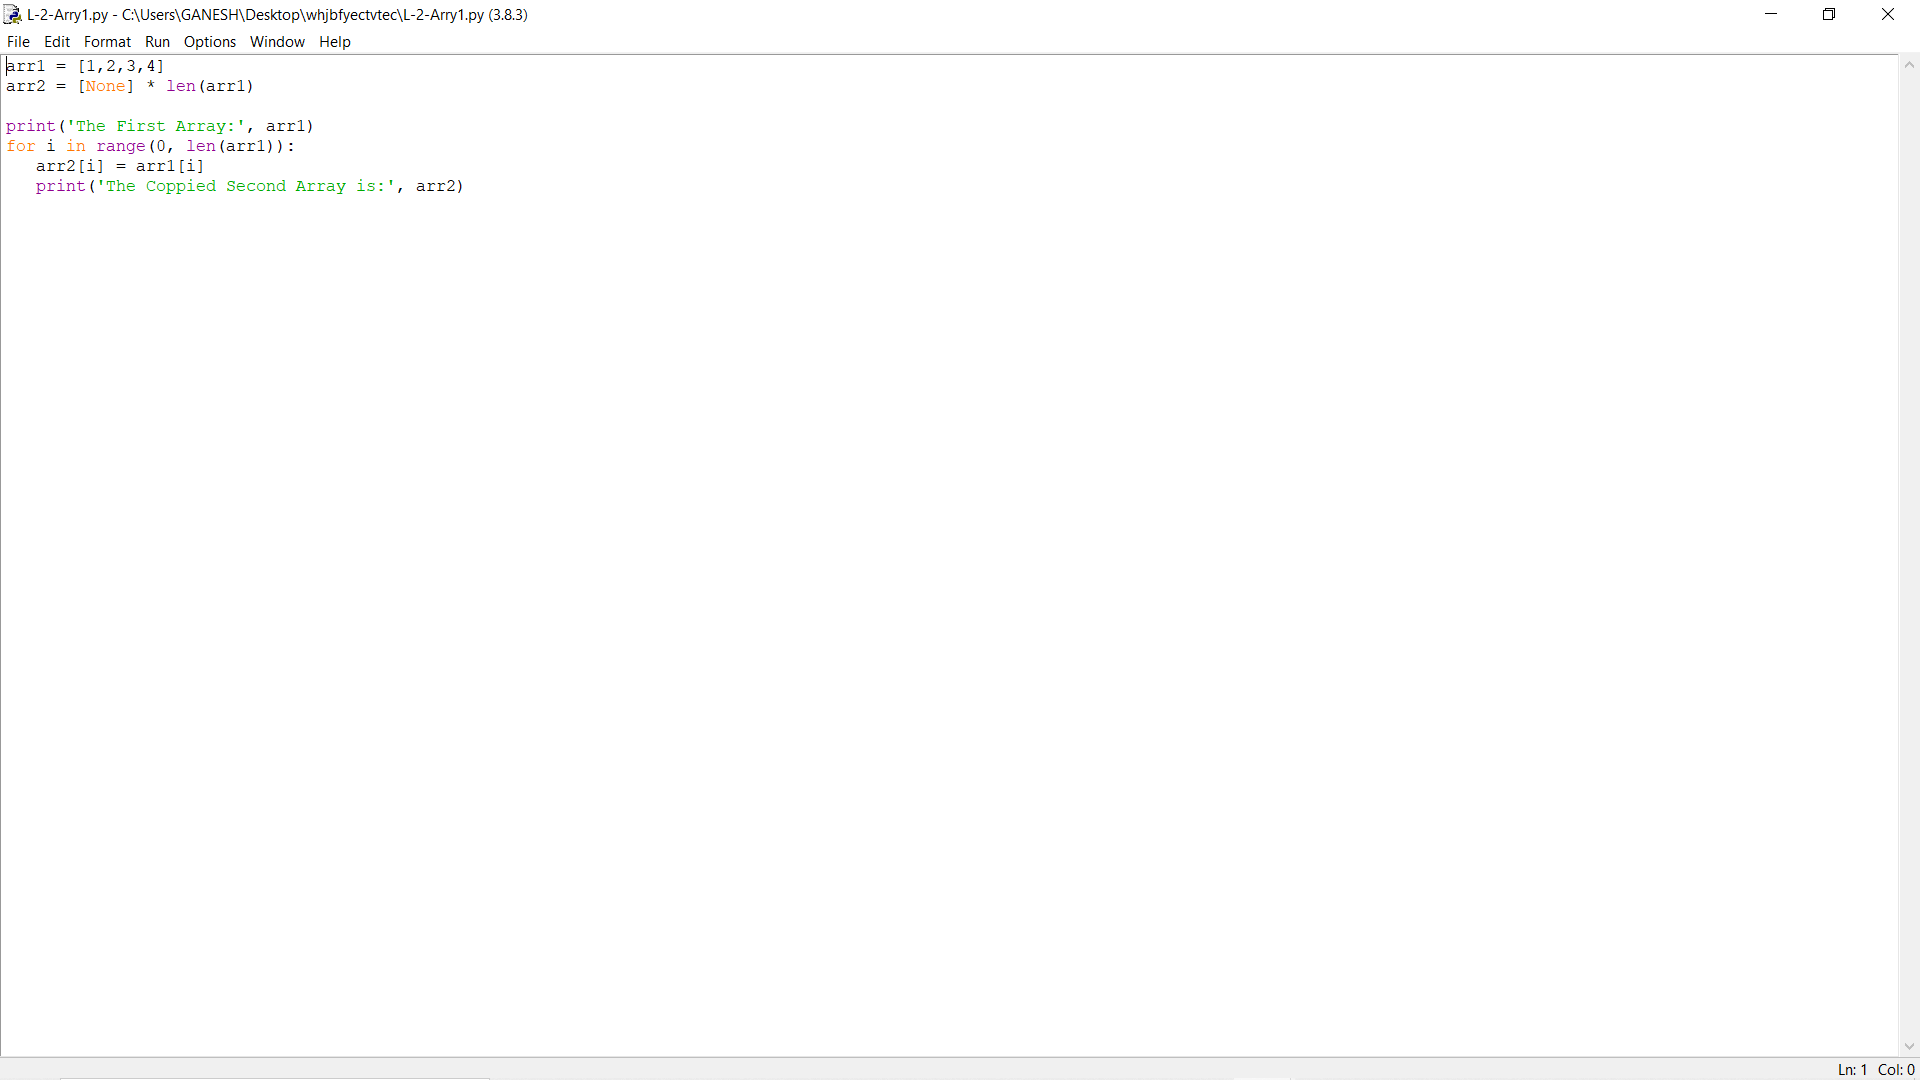 L-2-Arry1.py - C:\Users\GANESH\Desktop\whjbfyectvtec\L-2-Arry1.py (3.8.3)
File Edit Format Run Options Window Help
arr1 = [1,2,3,4]
arr2 = [None] * len(arr1)

print('The First Array:', arr1)
for i in range(0, len(arr1)):
   arr2[i] = arr1[i]
   print('The Coppied Second Array is:', arr2)
Ln: 1 Col: 0